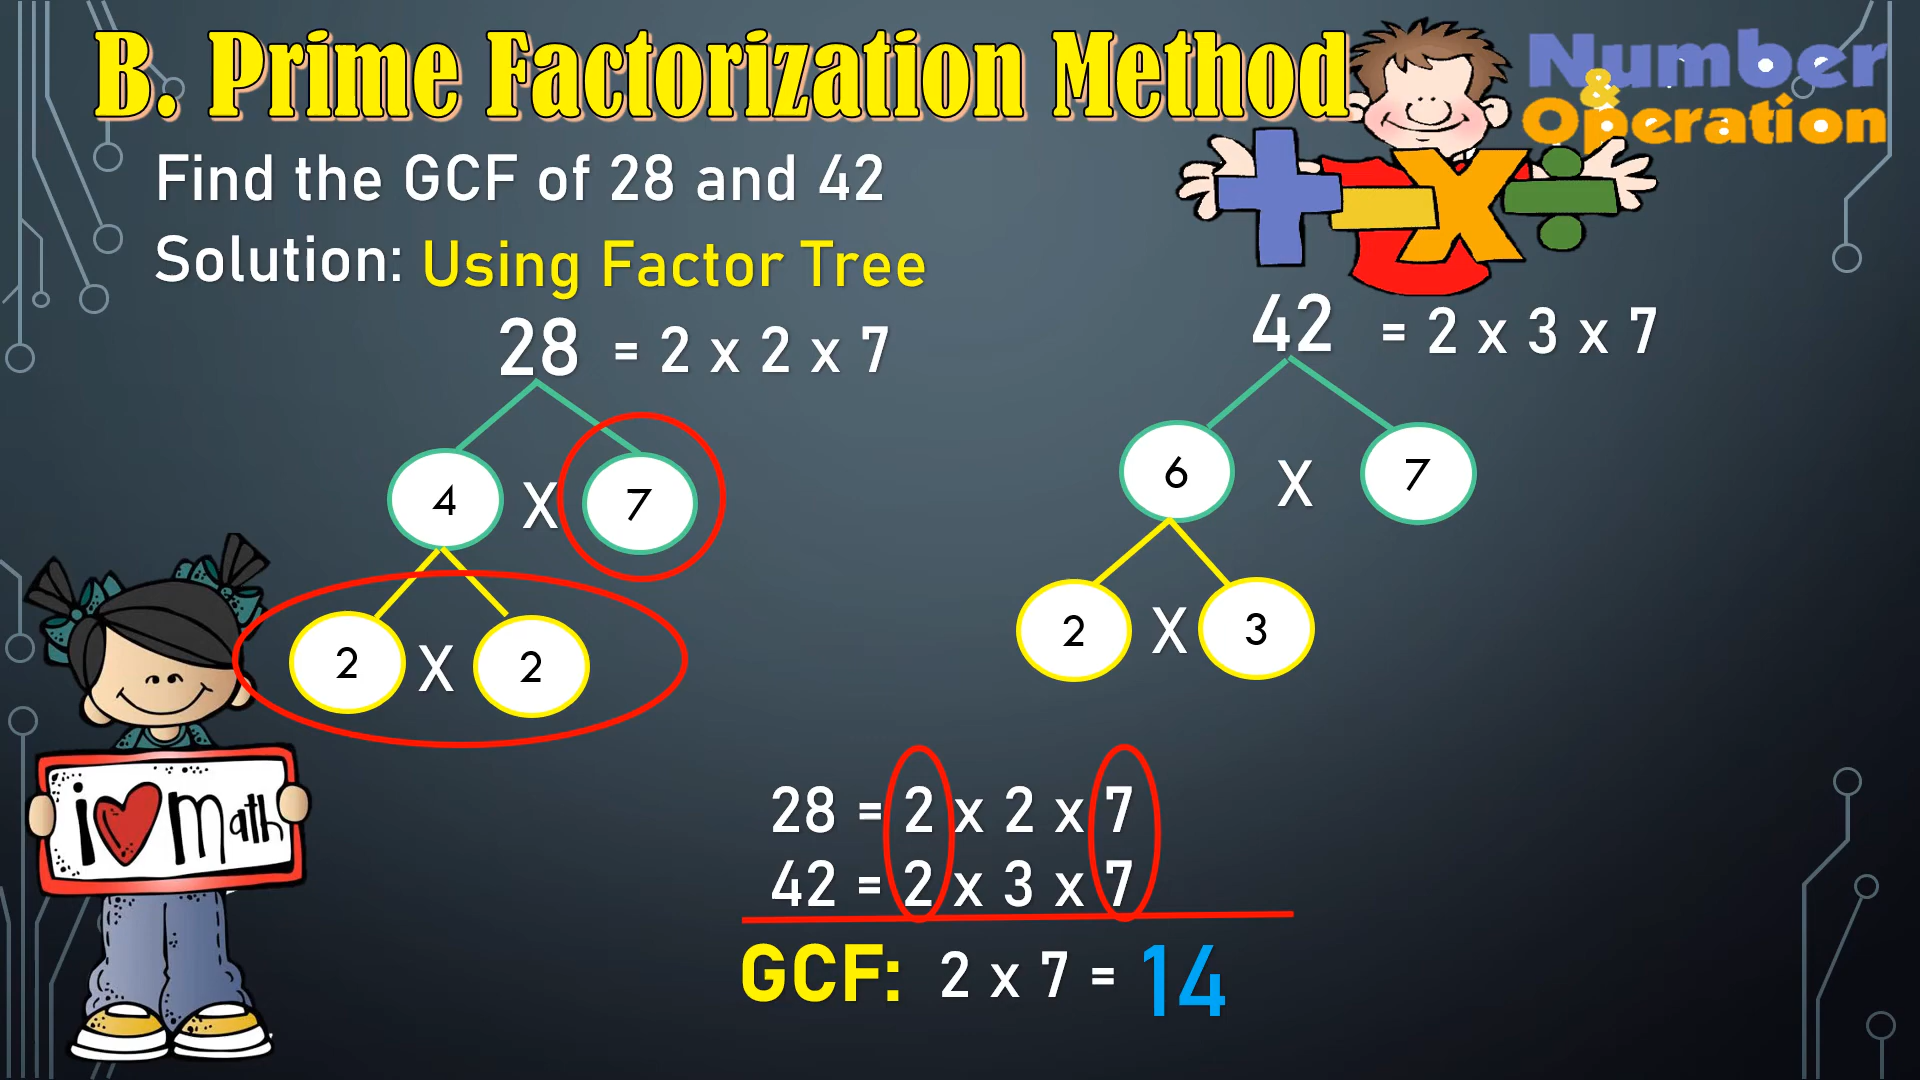 B. Prime Factorization Method
Number
&
Operation
Find the GCF of 28 and 42
Solution: Using Factor Tree
28 = 2 x 2 x 7
42 = 2 x 3 x 7
4 X 7
6 X 7
2 X 2
2 X 3
+ - x ÷
i ♥ math
28 = 2 x 2 x 7
42 = 2 x 3 x 7
GCF: 2 x 7 = 14